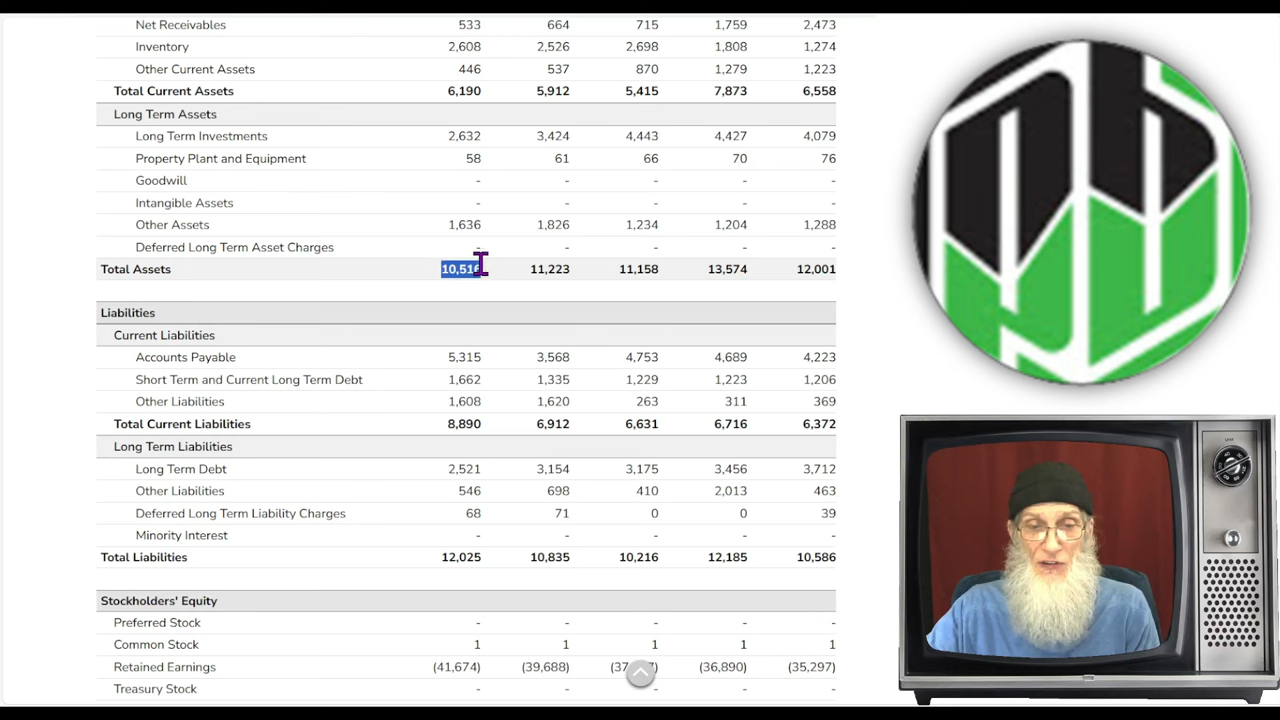 Net Receivables 533 664 715 1,759 2,473
Inventory 2,608 2,526 2,698 1,808 1,274
Other Current Assets 446 537 870 1,279 1,223
Total Current Assets 6,190 5,912 5,415 7,873 6,558
Long Term Assets
Long Term Investments 2,632 3,424 4,443 4,427 4,079
Property Plant and Equipment 58 61 66 70 76
Goodwill - - - - -
Intangible Assets - - - - -
Other Assets 1,636 1,826 1,234 1,204 1,288
Deferred Long Term Asset Charges - - - - -
Total Assets 10,516 11,223 11,158 13,574 12,001
Liabilities
Current Liabilities
Accounts Payable 5,315 3,568 4,753 4,689 4,223
Short Term and Current Long Term Debt 1,662 1,335 1,229 1,223 1,206
Other Liabilities 1,608 1,620 263 311 369
Total Current Liabilities 8,890 6,912 6,631 6,716 6,372
Long Term Liabilities
Long Term Debt 2,521 3,154 3,175 3,456 3,712
Other Liabilities 546 698 410 2,013 463
Deferred Long Term Liability Charges 68 71 0 0 39
Minority Interest - - - - -
Total Liabilities 12,025 10,835 10,216 12,185 10,586
Stockholders' Equity
Preferred Stock - - - - -
Common Stock 1 1 1 1 1
Retained Earnings (41,674) (39,688) (36,890) (35,297)
Treasury Stock - - - - -